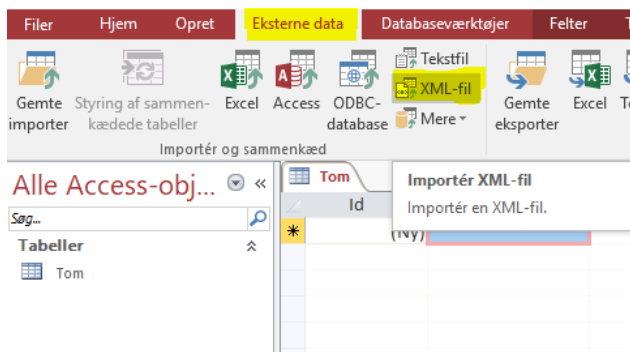 Filer Hjem Opret Eksterne data Databaseværktøjer Felter
Tekstfil
XML-fil
Mere
Gemte importer
Styring af sammen-
kædede tabeller
Excel Access
ODBC-
database
Gemte
eksporter
Excel
Importér og sammenkæd
Alle Access-obj...
Søg...
Tabeller
Tom
Tom
Id
(Ny)
Importér XML-fil
Importér en XML-fil.